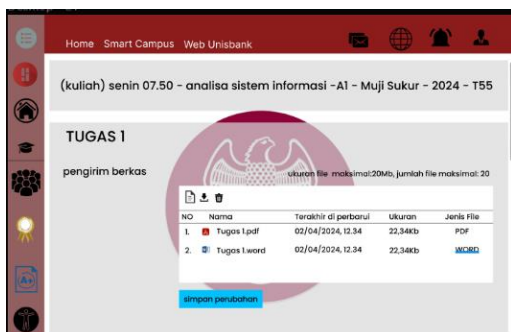 Home Smart Campus Web Unisbank
(kuliah) senin 07.50 - analisa sistem informasi -A1 - Muji Sukur - 2024 - T55
TUGAS 1
pengirim berkas
ukuran file maksimal:20Mb, jumlah file maksimal: 20
NO Nama Terakhir di perbarui Ukuran Jenis File
1. Tugas 1.pdf 02/04/2024, 12.34 22,34Kb PDF
2. Tugas 1.word 02/04/2024, 12.34 22,34Kb WORD
simpan perubahan
A+